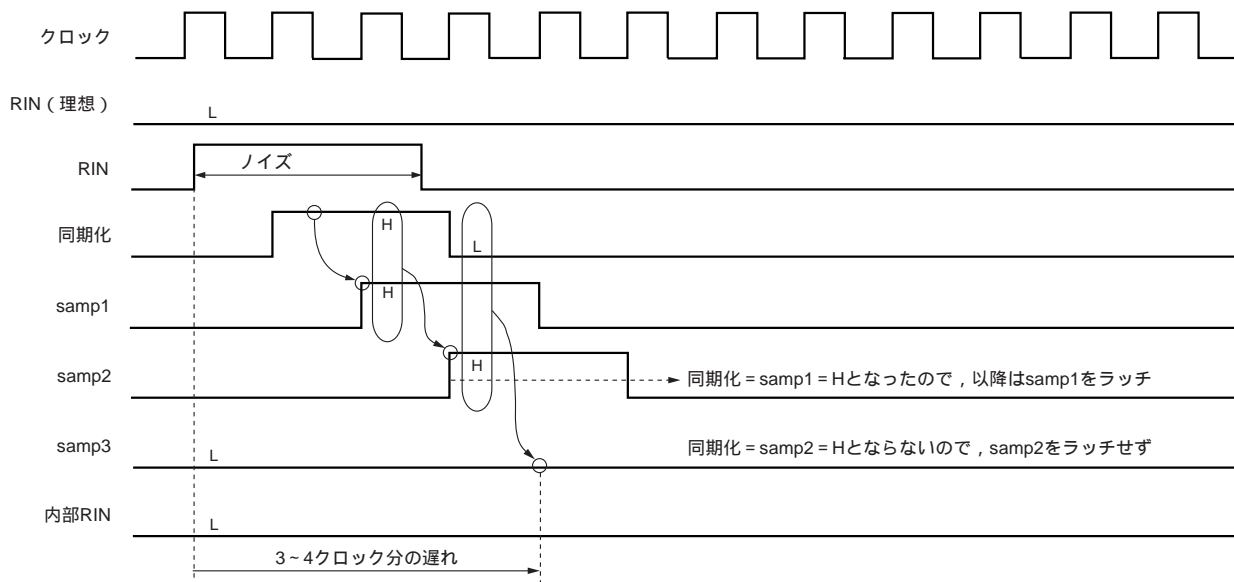 クロック
RIN(理想)
L
RIN
ノイズ
同期化
H
L
samp1
H
samp2
H
同期化=samp1=Hとなったので,以降はsamp1をラッチ
samp3
L
同期化=samp2=Hとならないので,samp2をラッチせず
内部RIN
L
3~4クロック分の遅れ